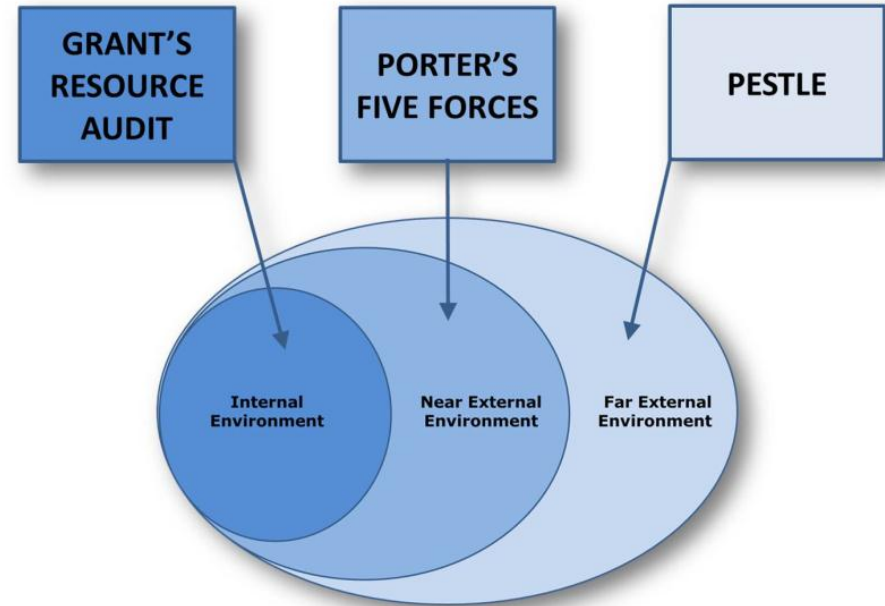 GRANT'S
RESOURCE
AUDIT
PORTER'S
FIVE FORCES
PESTLE
Internal
Environment
Near External
Environment
Far External
Environment